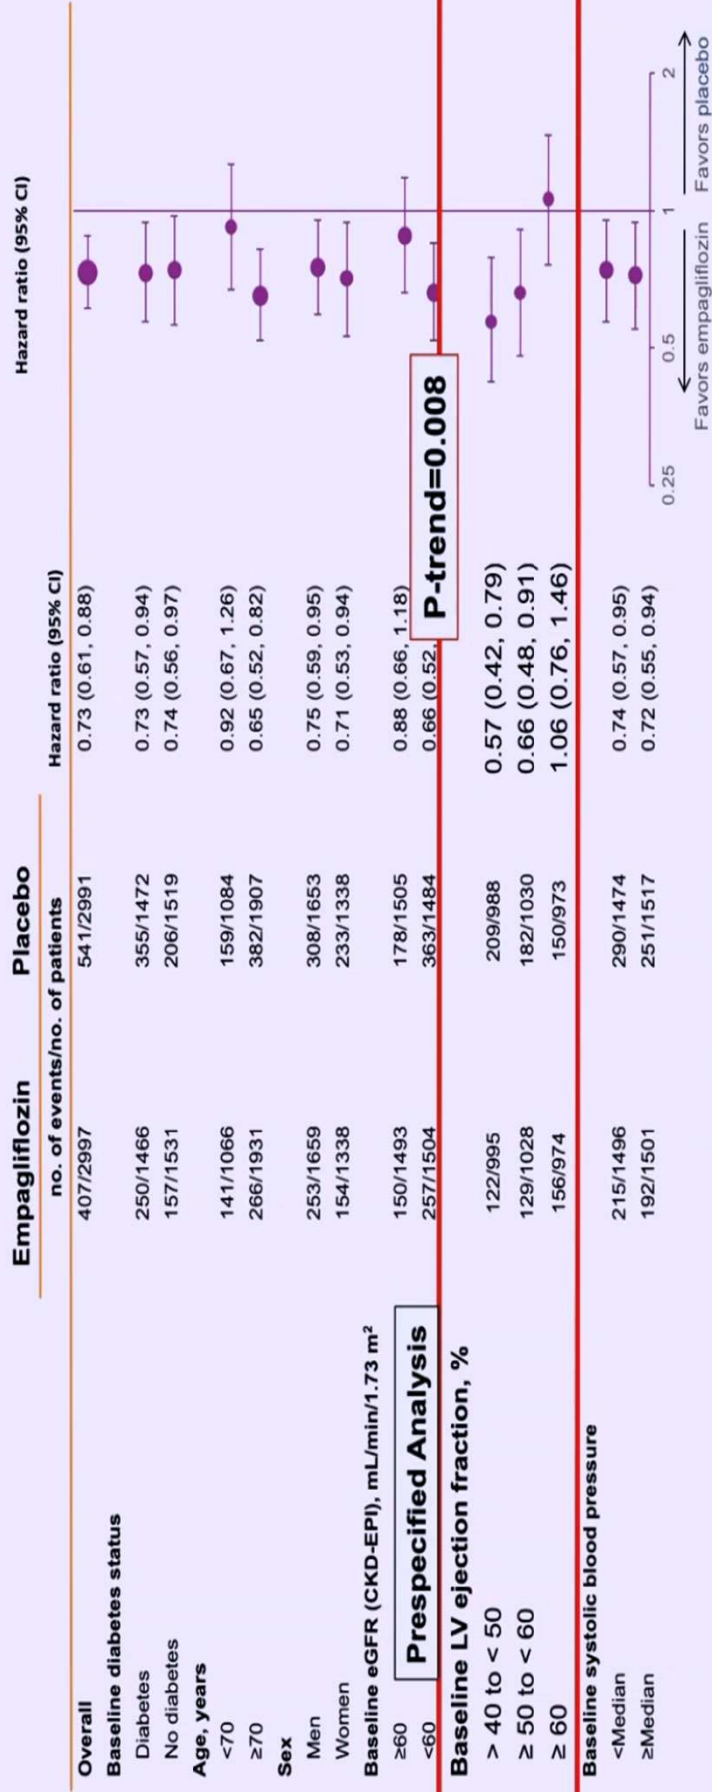 Empagliflozin Placebo
no. of events/no. of patients Hazard ratio (95% CI) Hazard ratio (95% CI)
Overall 407/2997 541/2991 0.73 (0.61, 0.88)
Baseline diabetes status
Diabetes 250/1466 355/1472 0.73 (0.57, 0.94)
No diabetes 157/1531 206/1519 0.74 (0.56, 0.97)
Age, years
<70 141/1066 159/1084 0.92 (0.67, 1.26)
≥70 266/1931 382/1907 0.65 (0.52, 0.82)
Sex
Men 253/1659 308/1653 0.75 (0.59, 0.95)
Women 154/1338 233/1338 0.71 (0.53, 0.94)
Baseline eGFR (CKD-EPI), mL/min/1.73 m²
≥60 150/1493 178/1505 0.88 (0.66, 1.18)
<60 257/1504 363/1484 0.66 (0.52,
Prespecified Analysis P-trend=0.008
Baseline LV ejection fraction, %
> 40 to < 50 122/995 209/988 0.57 (0.42, 0.79)
≥ 50 to < 60 129/1028 182/1030 0.66 (0.48, 0.91)
≥ 60 156/974 150/973 1.06 (0.76, 1.46)
Baseline systolic blood pressure
<Median 215/1496 290/1474 0.74 (0.57, 0.95)
≥Median 192/1501 251/1517 0.72 (0.55, 0.94)
0.25 0.5 1 2
Favors empagliflozin Favors placebo